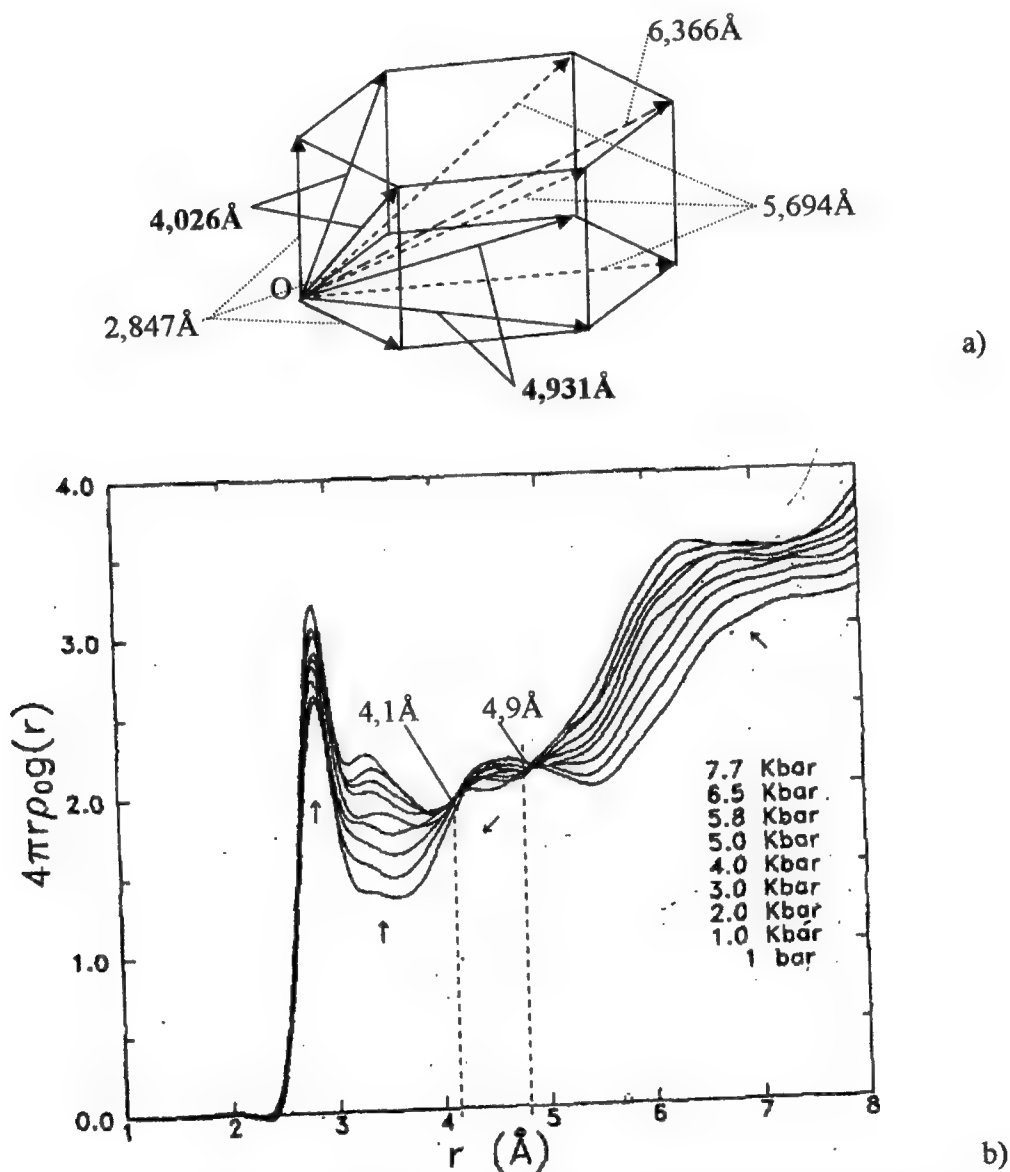 6,366Å
4,026Å
5,694Å
O
2,847Å
4,931Å
a)
4.0
3.0
2.0
1.0
0.0
4πrρ₀g(r)
4,1Å
4,9Å
7.7 Kbar
6.5 Kbar
5.8 Kbar
5.0 Kbar
4.0 Kbar
3.0 Kbar
2.0 Kbar
1.0 Kbar
1 bar
1 2 3 4 5 6 7 8
r (Å)
b)